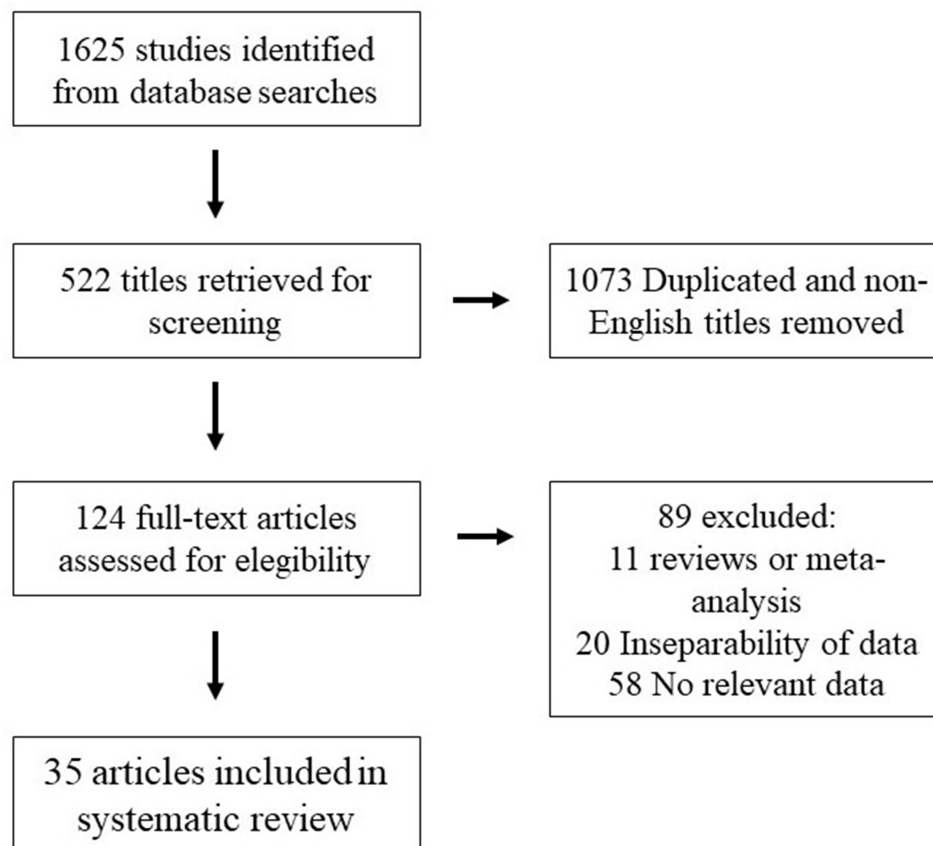 1625 studies identified
from database searches
522 titles retrieved for
screening
1073 Duplicated and non-
English titles removed
124 full-text articles
assessed for elegibility
89 excluded:
11 reviews or meta-
analysis
20 Inseparability of data
58 No relevant data
35 articles included in
systematic review